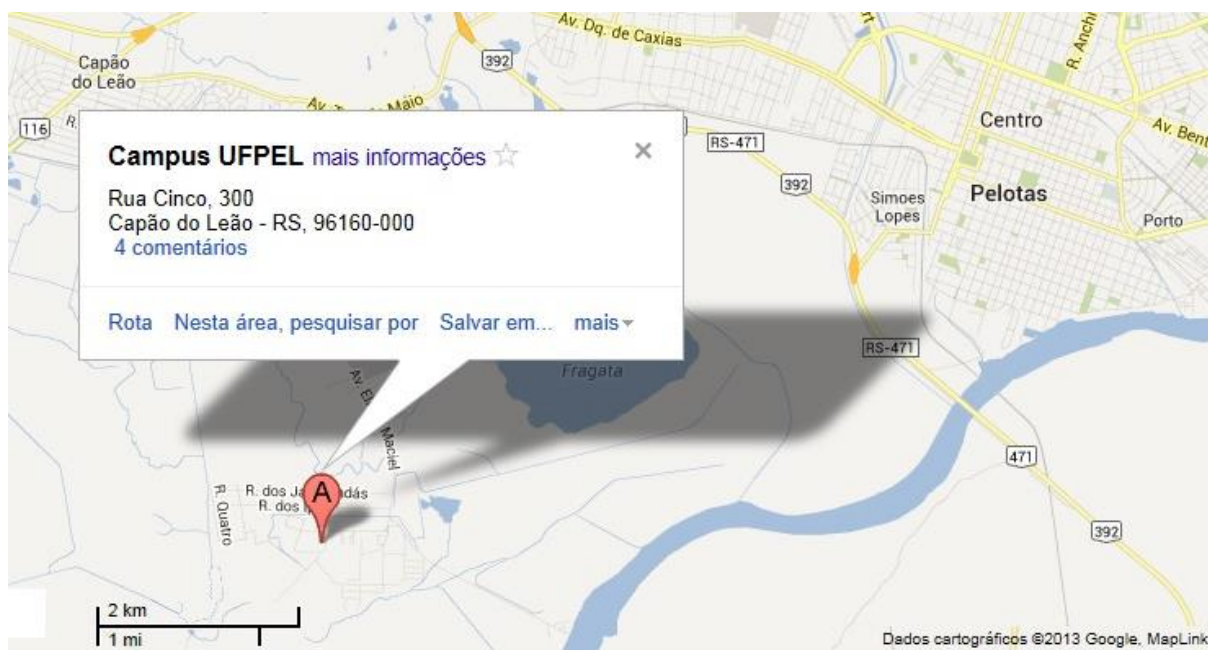 Av. Dq. de Caxias
R. Anch
Capão
do Leão
392
116
Centro
Av. Bent
RS-471
Campus UFPEL mais informações
Rua Cinco, 300
Capão do Leão - RS, 96160-000
4 comentários
392
Simoes
Lopes
Pelotas
Porto
Rota Nesta área, pesquisar por Salvar em... mais
RS-471
Fragata
Maciel
471
R. Quatro
A
R. dos
392
2 km
1 mi
Dados cartográficos ©2013 Google, MapLink